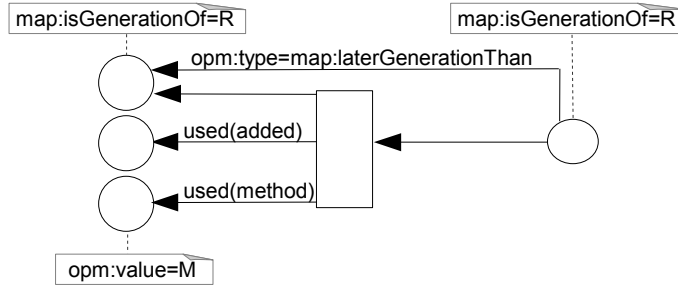 map:isGenerationOf=R
map:isGenerationOf=R
opm:type=map:laterGenerationThan
used(added)
used(method)
opm:value=M